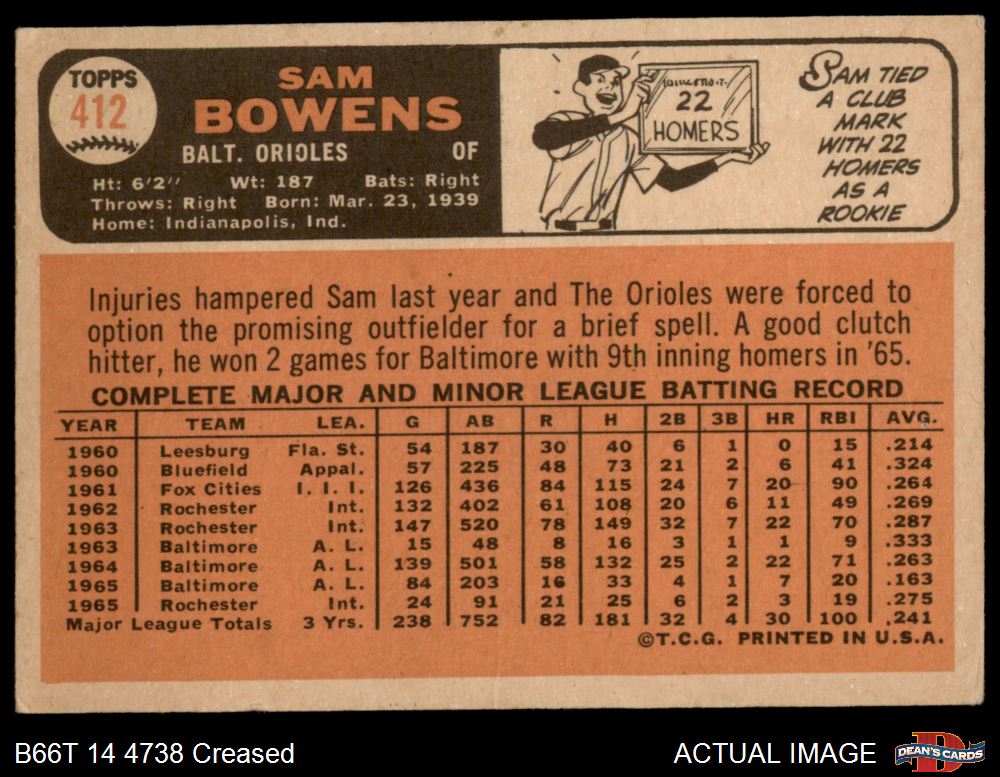 TOPPS
412
SAM
BOWENS
BALT. ORIOLES OF
Ht: 6'2" Wt: 187 Bats: Right
Throws: Right Born: Mar. 23, 1939
Home: Indianapolis, Ind.
22
HOMERS
SAM TIED
A CLUB
MARK
WITH 22
HOMERS
AS A
ROOKIE
Injuries hampered Sam last year and The Orioles were forced to
option the promising outfielder for a brief spell. A good clutch
hitter, he won 2 games for Baltimore with 9th inning homers in '65.
COMPLETE MAJOR AND MINOR LEAGUE BATTING RECORD
YEAR TEAM LEA. G AB R H 2B 3B HR RBI AVG.
1960 Leesburg Fla. St. 54 187 30 40 6 1 0 15 .214
1960 Bluefield Appal. 57 225 48 73 21 2 6 41 .324
1961 Fox Cities I. I. I. 126 436 84 115 24 7 20 90 .264
1962 Rochester Int. 132 402 61 108 20 6 11 49 .269
1963 Rochester Int. 147 520 78 149 32 7 22 70 .287
1963 Baltimore A. L. 15 48 8 16 3 1 1 9 .333
1964 Baltimore A. L. 139 501 58 132 25 2 22 71 .263
1965 Baltimore A. L. 84 203 16 33 4 1 7 20 .163
1965 Rochester Int. 24 91 21 25 6 2 3 19 .275
Major League Totals 3 Yrs. 238 752 82 181 32 4 30 100 .241
©T.C.G. PRINTED IN U.S.A.
B66T 14 4738 Creased
ACTUAL IMAGE
DEAN'S CARDS